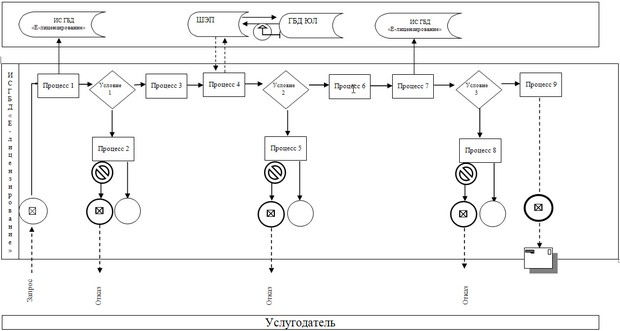 ИС ГБД
«Е-лицензирование»
ШЭП
ГБД ЮЛ
ИС ГБД
«Е-лицензирование»
ИС ГБД «Е-лицензирование»
Процесс 1
Условие
1
Процесс 3
Процесс 4
Условие
2
Процесс 6
Процесс 7
Условие
3
Процесс 9
Процесс 2
Процесс 5
Процесс 8
Запрос
Отказ
Отказ
Отказ
Услугодатель